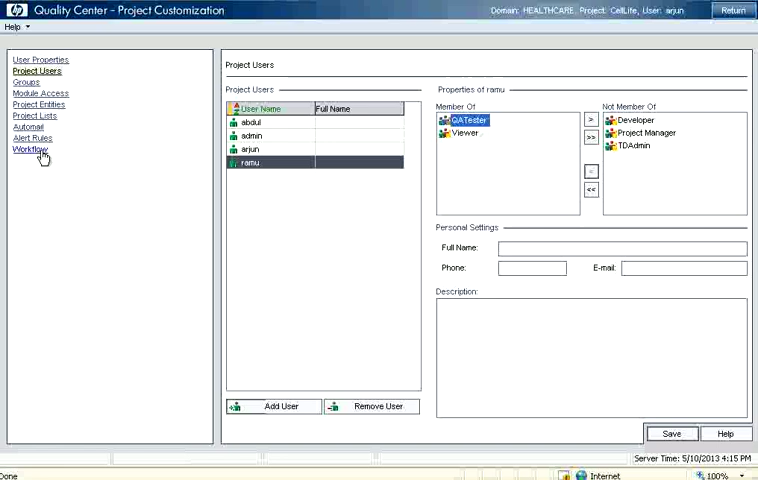 hp Quality Center - Project Customization
Domain: HEALTHCARE, Project: CellLife, User: arjun
Return
Help
User Properties
Project Users
Groups
Module Access
Project Entities
Project Lists
Automail
Alert Rules
Workflow
Project Users
Project Users
User Name Full Name
abdul
admin
arjun
ramu
Add User
Remove User
Properties of ramu
Member Of
QATester
Viewer
>
>>
<
<<
Not Member Of
Developer
Project Manager
TDAdmin
Personal Settings
Full Name:
Phone:
E-mail:
Description:
Save
Help
Server Time: 5/10/2013 4:15 PM
Done
Internet
100%